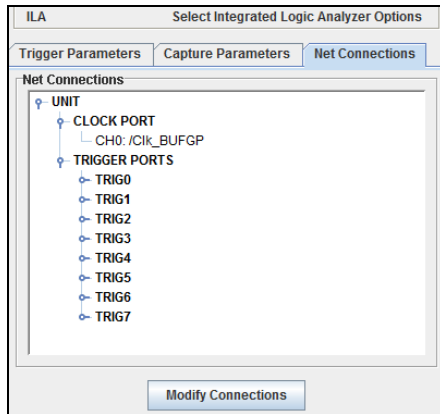 ILA Select Integrated Logic Analyzer Options
Trigger Parameters Capture Parameters Net Connections
Net Connections
UNIT
CLOCK PORT
CH0: /Clk_BUFGP
TRIGGER PORTS
TRIG0
TRIG1
TRIG2
TRIG3
TRIG4
TRIG5
TRIG6
TRIG7
Modify Connections